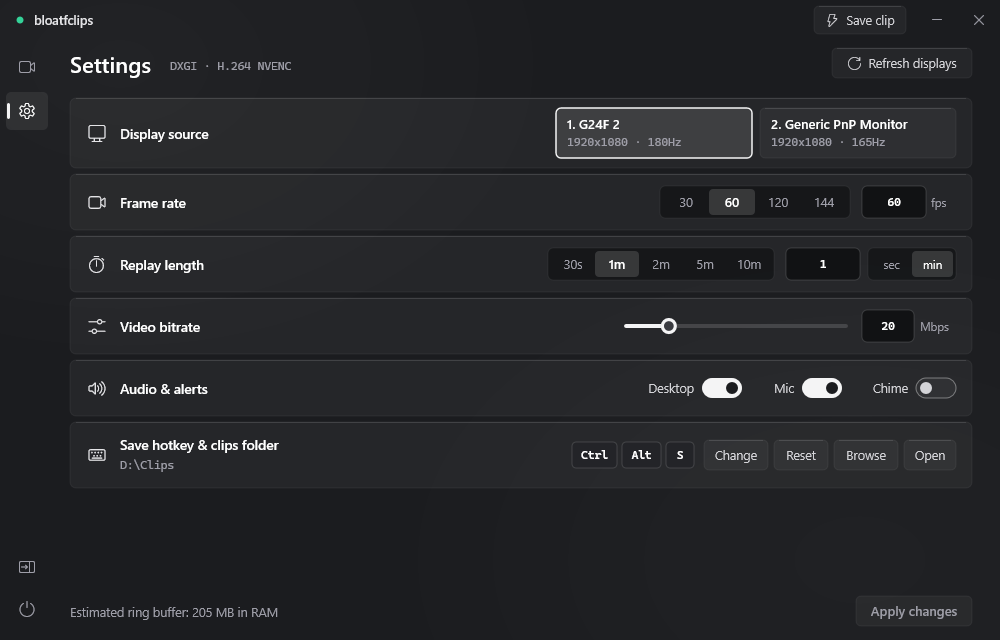 bloatfclips
Save clip
Settings
DXGI · H.264 NVENC
Refresh displays
Display source
1. G24F 2
1920x1080 · 180Hz
2. Generic PnP Monitor
1920x1080 · 165Hz
Frame rate
30 60 120 144 60 fps
Replay length
30s 1m 2m 5m 10m 1 sec min
Video bitrate
20 Mbps
Audio & alerts
Desktop Mic Chime
Save hotkey & clips folder
D:\Clips
Ctrl Alt S Change Reset Browse Open
Estimated ring buffer: 205 MB in RAM
Apply changes